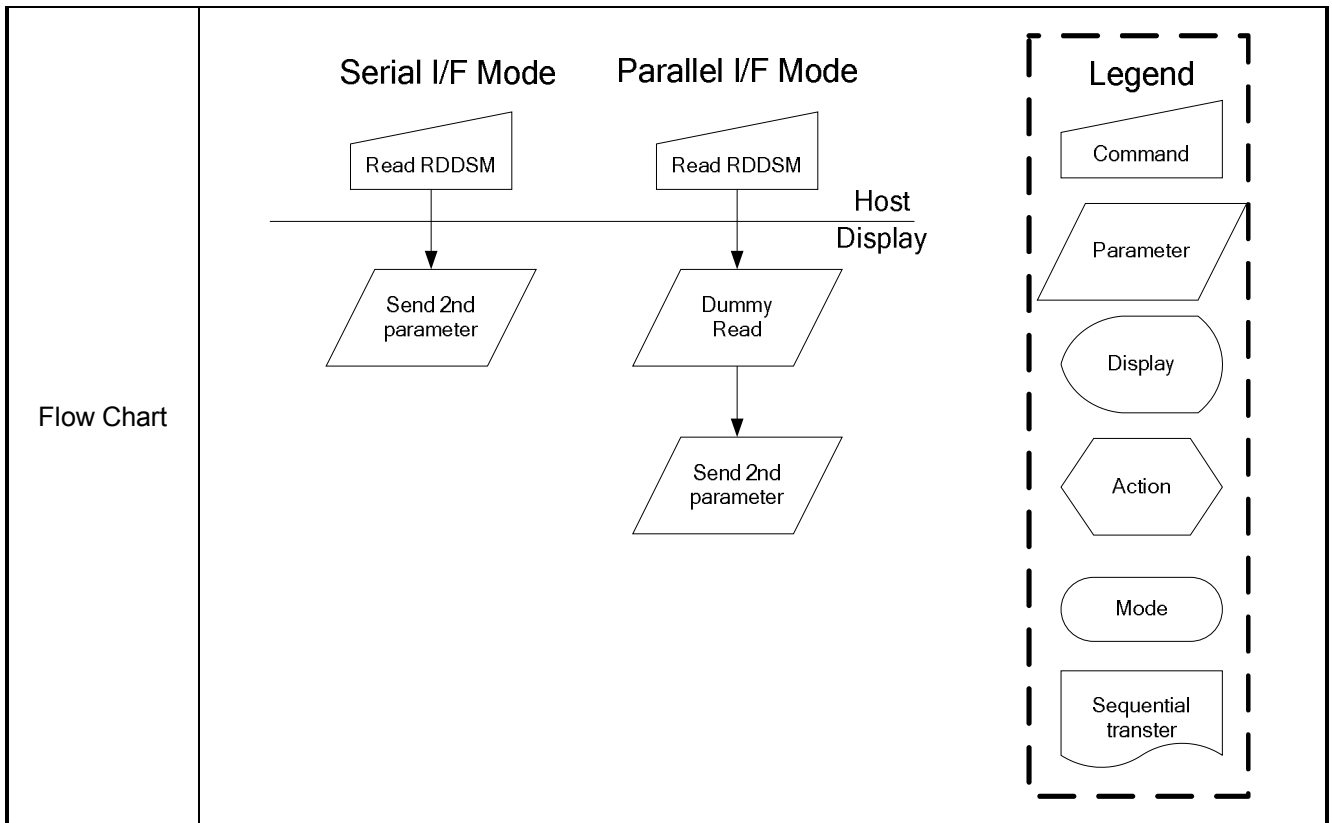 Flow Chart
Serial I/F Mode
Read RDDSM
Send 2nd
parameter
Parallel I/F Mode
Read RDDSM
Host
Display
Dummy
Read
Send 2nd
parameter
Legend
Command
Parameter
Display
Action
Mode
Sequential
transter